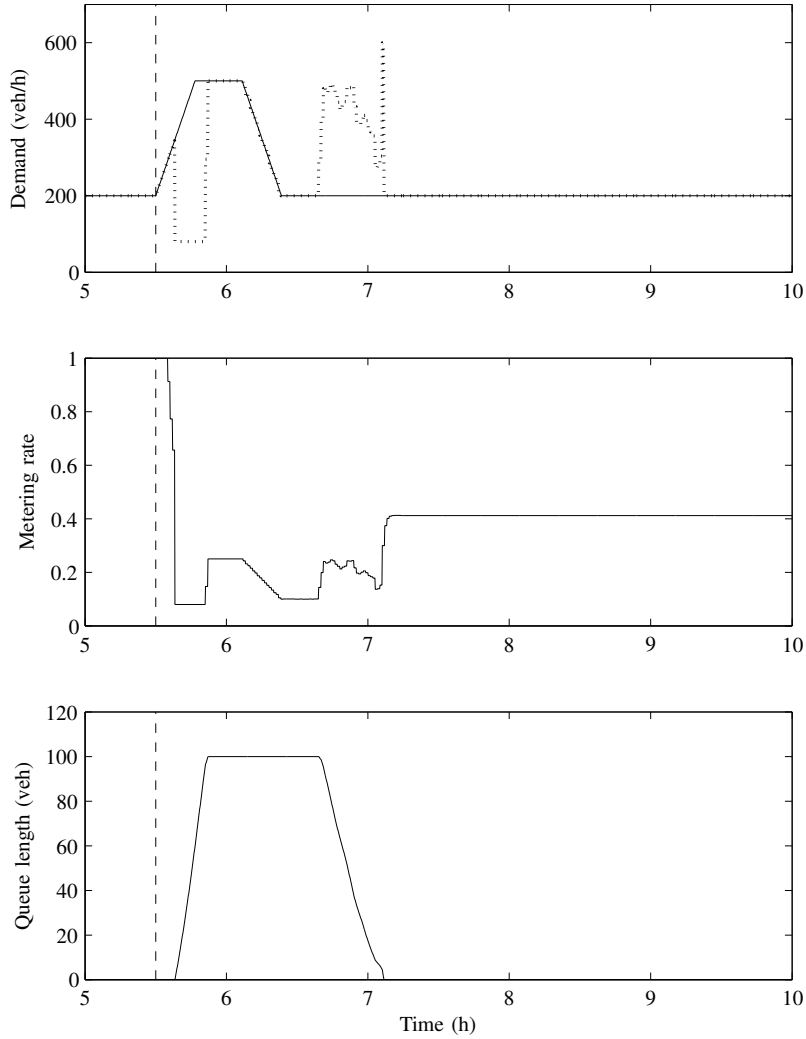 600
400
200
0
Demand (veh/h)
5 6 7 8 9 10
1
0.8
0.6
0.4
0.2
0
Metering rate
5 6 7 8 9 10
120
100
80
60
40
20
0
Queue length (veh)
5 6 7 8 9 10
Time (h)